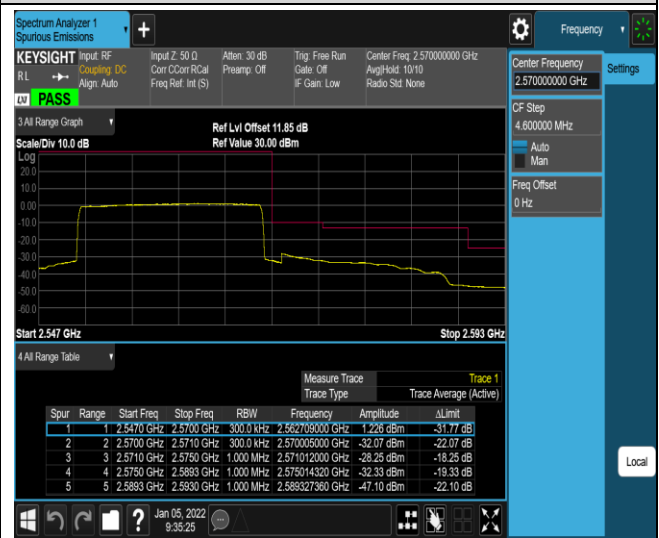 Spectrum Analyzer 1
Spurious Emissions
Frequency
KEYSIGHT Input: RF Input Z: 50 Ω Atten: 30 dB Trig: Free Run Center Freq: 2.570000000 GHz
RL Coupling: DC Corr CCorr RCal Preamp: Off Gate: Off Avg|Hold: 10/10
Align: Auto Freq Ref: Int (S) IF Gain: Low Radio Std: None
LXI PASS
Center Frequency
2.570000000 GHz
Settings
CF Step
4.600000 MHz
Auto
Man
Freq Offset
0 Hz
3 All Range Graph
Ref Lvl Offset 11.85 dB
Scale/Div 10.0 dB Ref Value 30.00 dBm
Log
20.0
10.0
0.00
-10.0
-20.0
-30.0
-40.0
-50.0
-60.0
Start 2.547 GHz Stop 2.593 GHz
4 All Range Table
Measure Trace Trace 1
Trace Type Trace Average (Active)
Spur Range Start Freq Stop Freq RBW Frequency Amplitude ΔLimit
1 1 2.5470 GHz 2.5700 GHz 300.0 kHz 2.562709000 GHz 1.226 dBm -31.77 dB
2 2 2.5700 GHz 2.5710 GHz 300.0 kHz 2.570005000 GHz -32.07 dBm -22.07 dB
3 3 2.5710 GHz 2.5750 GHz 1.000 MHz 2.571012000 GHz -28.25 dBm -18.25 dB
4 4 2.5750 GHz 2.5893 GHz 1.000 MHz 2.575014320 GHz -32.33 dBm -19.33 dB
5 5 2.5893 GHz 2.5930 GHz 1.000 MHz 2.589327360 GHz -47.10 dBm -22.10 dB
Local
Jan 05, 2022
9:35:25